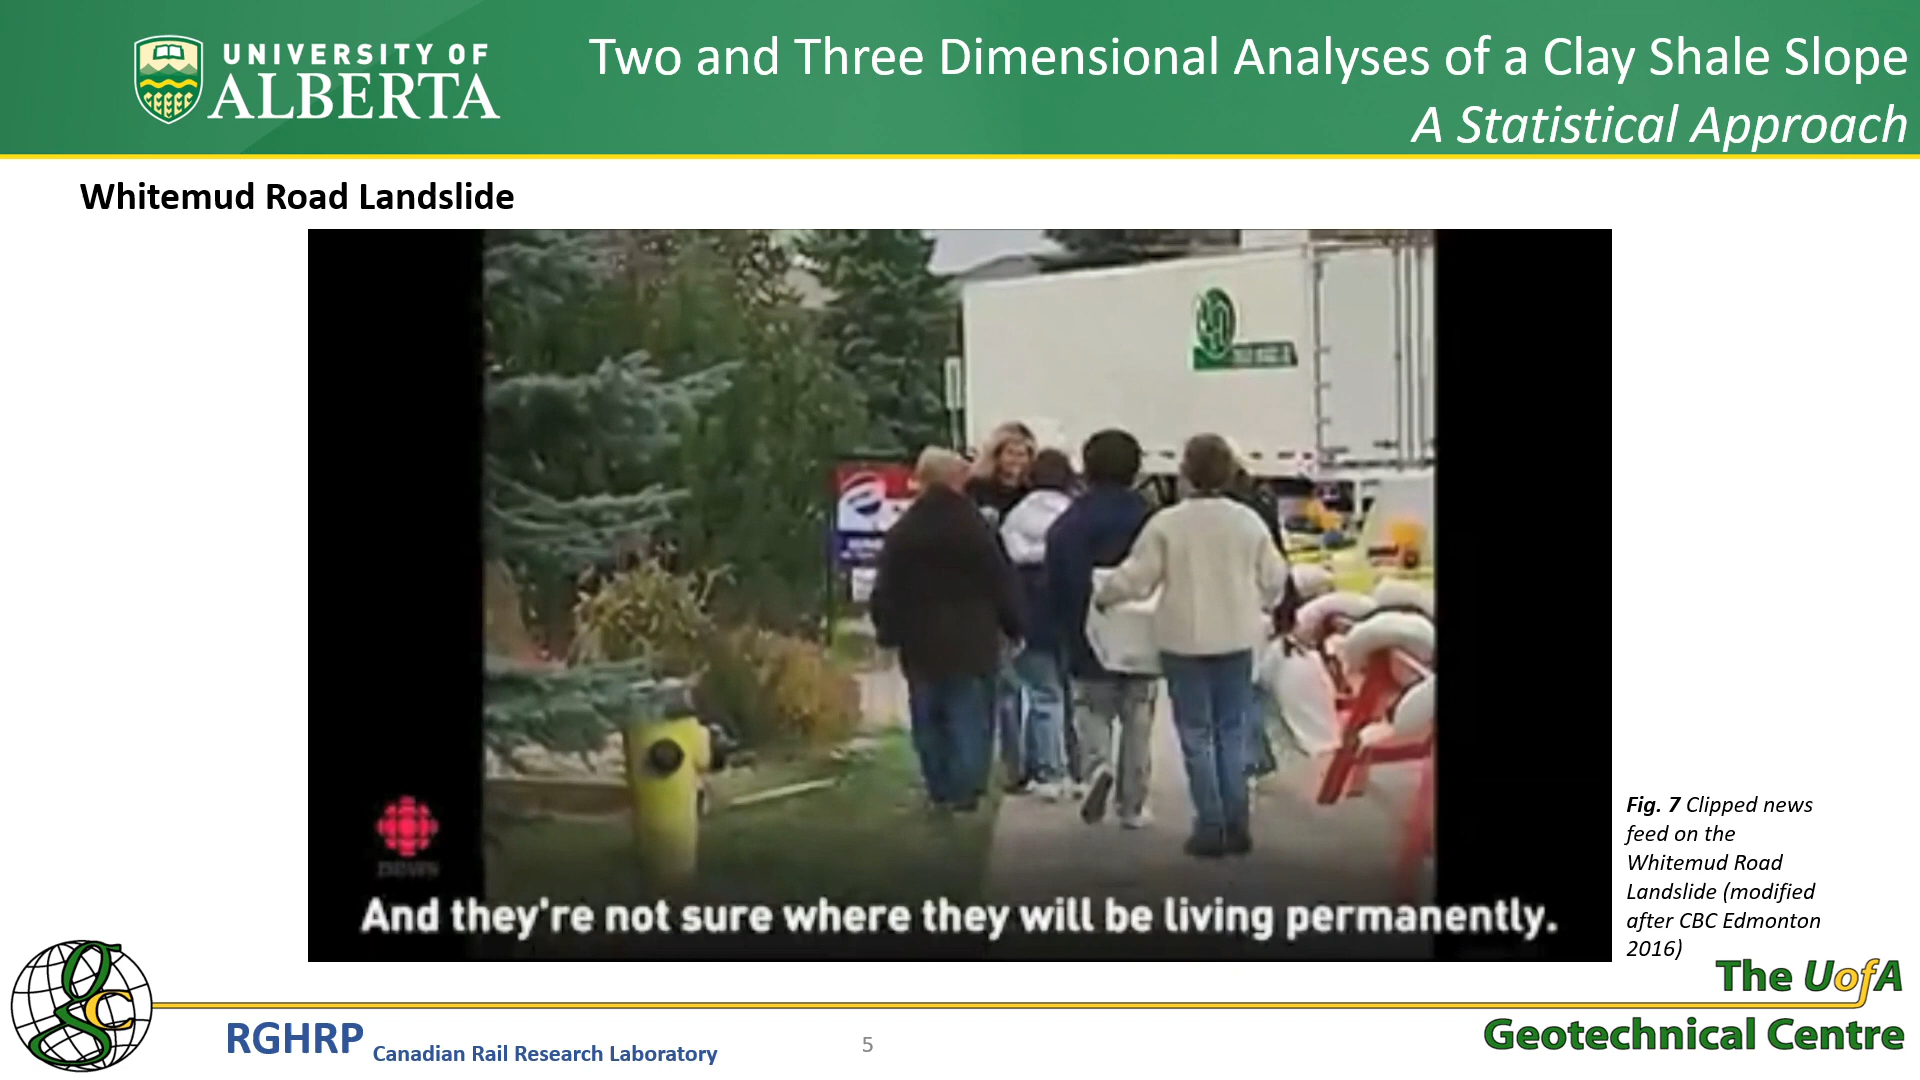 UNIVERSITY OF
ALBERTA
Two and Three Dimensional Analyses of a Clay Shale Slope
A Statistical Approach
Whitemud Road Landslide
news
And they're not sure where they will be living permanently.
Fig. 7 Clipped news
feed on the
Whitemud Road
Landslide (modified
after CBC Edmonton
2016)
gc
The UofA
Geotechnical Centre
RGHRP Canadian Rail Research Laboratory
5